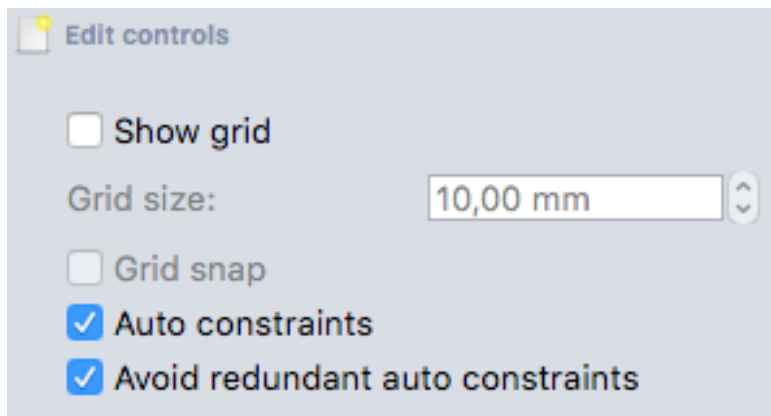 Edit controls
Show grid
Grid size: 10,00 mm
Grid snap
Auto constraints
Avoid redundant auto constraints